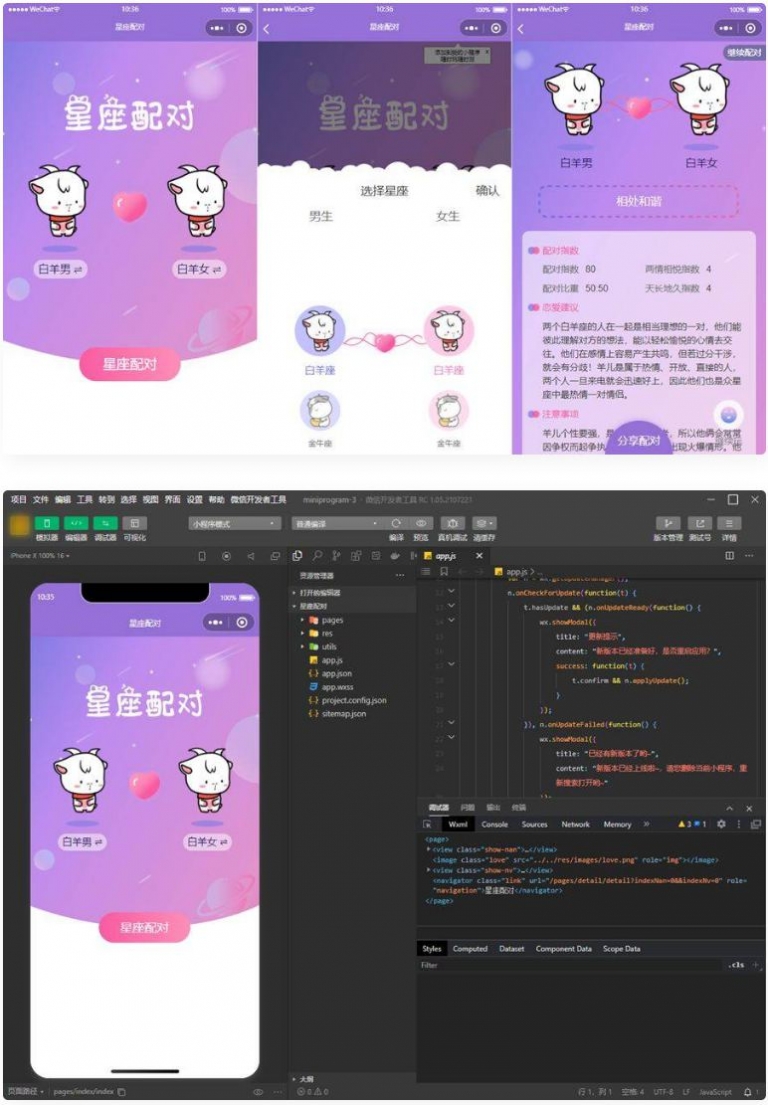 WeChat 10:36 100%
星座配对
星座配对
白羊男 ⇌
白羊女 ⇌
星座配对
WeChat 10:36 100%
星座配对
星座配对
选择星座 确认
男生 女生
白羊座 白羊座
金牛座 金牛座
WeChat 10:36 100%
星座配对
继续配对
白羊男 白羊女
相处和谐
配对指数
配对指数 80 两情相悦指数 4
配对比重 50:50 天长地久指数 4
恋爱建议
两个白羊座的人在一起是相当理想的一对，他们能
彼此理解对方的想法，能以轻松愉悦的心情去交
往。他们在感情上容易产生共鸣，但若过分干涉，
就会有分歧！羊儿是属于热情、开放、直接的人，
两个人一旦来电就会迅速好上，因此他们也是众星
座中最热情一对情侣。
注意事项
羊儿个性要强，是 所以他俩会常常
因争权而起争执 出现火爆情形。他
分享配对
项目 文件 编辑 工具 转到 选择 视图 界面 设置 帮助 微信开发者工具
miniprogram-3 - 微信开发者工具 RC 1.05.2107221
模拟器 编辑器 调试器 可视化
小程序模式
普通编译
编译 预览 真机调试 清缓存
版本管理 测试号 详情
iPhone X 100% 16
10:35 100%
星座配对
星座配对
白羊男 ⇌
白羊女 ⇌
星座配对
页面路径 pages/index/index
资源管理器
打开的编辑器
星座配对
pages
res
utils
app.js
app.json
app.wxss
project.config.json
sitemap.json
大纲
0 0
app.js
app.js > ...
var n = wx.getUpdateManager();
n.onCheckForUpdate(function(t) {
t.hasUpdate && (n.onUpdateReady(function() {
wx.showModal({
title: "更新提示",
content: "新版本已经准备好，是否重启应用？",
success: function(t) {
t.confirm && n.applyUpdate();
}
});
}), n.onUpdateFailed(function() {
wx.showModal({
title: "已经有新版本了哟~",
content: "新版本已经上线啦~，请您删除当前小程序，重
新搜索打开哟~"
});
调试器 问题 输出 终端
Wxml Console Sources Network Memory » 3 1
<page>
<view class="show-nan">…</view>
<image class="love" src="../../res/images/love.png" role="img"></image>
<view class="show-nv">…</view>
<navigator class="link" url="/pages/detail/detail?indexNan=0&indexNv=0" role=
"navigation">星座配对</navigator>
</page>
Styles Computed Dataset Component Data Scope Data
Filter .cls +
行 1，列 1 空格: 4 UTF-8 LF JavaScript